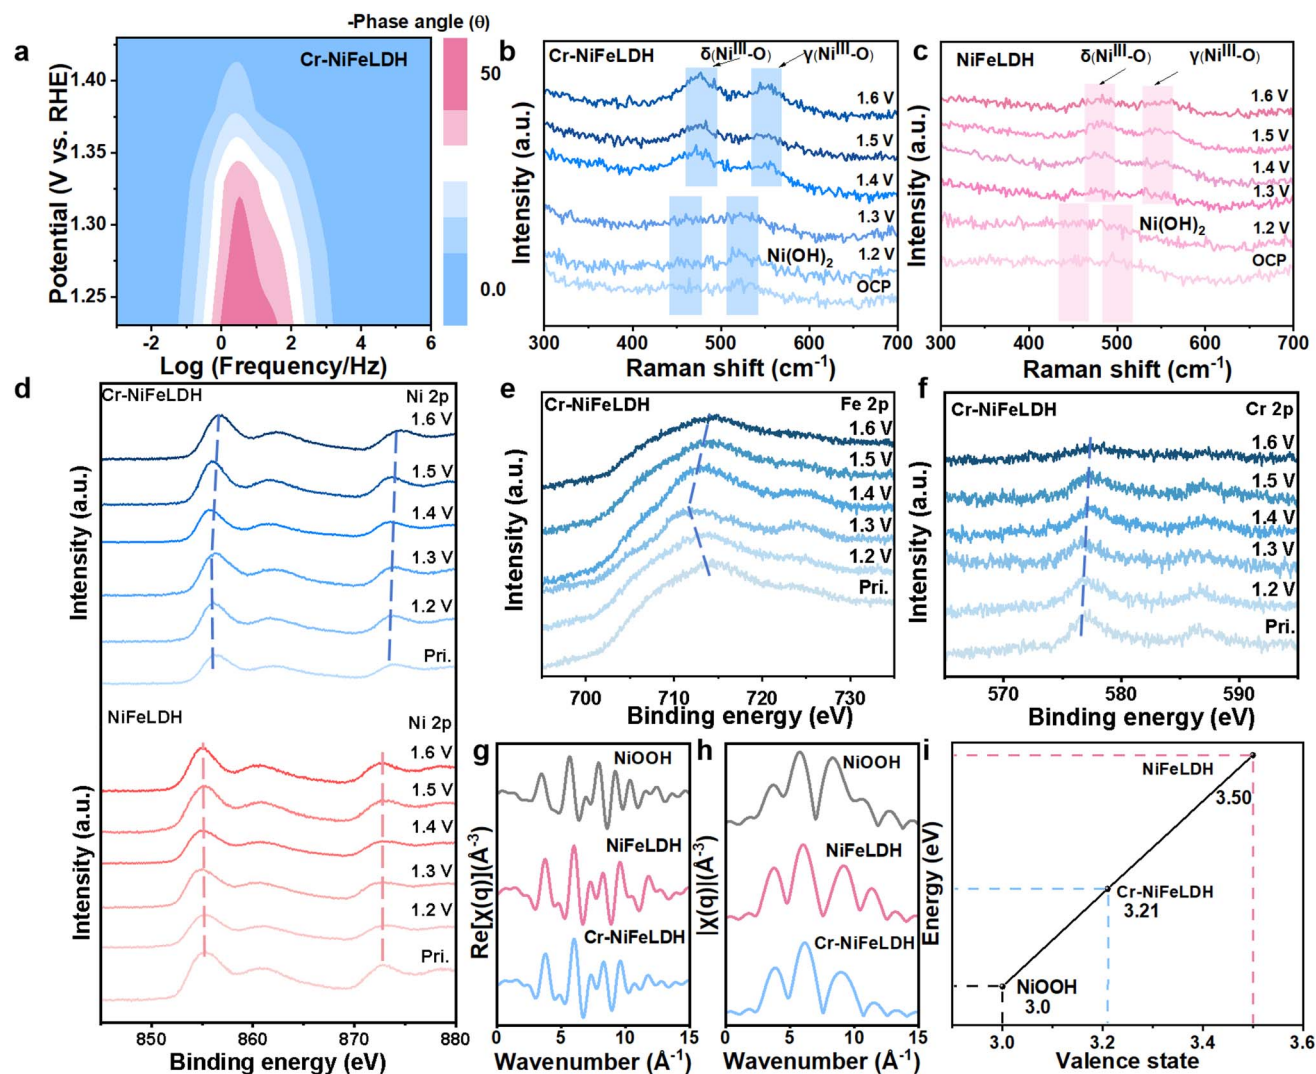 -Phase angle (θ)
a
Cr-NiFeLDH
Potential (V vs. RHE)
1.40
1.35
1.30
1.25
-2 0 2 4 6
Log (Frequency/Hz)
50
0.0
b
Cr-NiFeLDH
δ(Niᴵᴵᴵ-O)
γ(Niᴵᴵᴵ-O)
1.6 V
1.5 V
1.4 V
1.3 V
Ni(OH)₂
1.2 V
OCP
Intensity (a.u.)
300 400 500 600 700
Raman shift (cm⁻¹)
c
NiFeLDH
δ(Niᴵᴵᴵ-O)
γ(Niᴵᴵᴵ-O)
1.6 V
1.5 V
1.4 V
1.3 V
Ni(OH)₂
1.2 V
OCP
Intensity (a.u.)
300 400 500 600 700
Raman shift (cm⁻¹)
d
Cr-NiFeLDH
Ni 2p
1.6 V
1.5 V
1.4 V
1.3 V
1.2 V
Pri.
Intensity (a.u.)
NiFeLDH
Ni 2p
1.6 V
1.5 V
1.4 V
1.3 V
1.2 V
Pri.
Intensity (a.u.)
850 860 870 880
Binding energy (eV)
e
Cr-NiFeLDH
Fe 2p
1.6 V
1.5 V
1.4 V
1.3 V
1.2 V
Pri.
Intensity (a.u.)
700 710 720 730
Binding energy (eV)
f
Cr-NiFeLDH
Cr 2p
1.6 V
1.5 V
1.4 V
1.3 V
1.2 V
Pri.
Intensity (a.u.)
570 580 590
Binding energy (eV)
g
NiOOH
NiFeLDH
Cr-NiFeLDH
Re[χ(q)](Å⁻³)
0 5 10 15
Wavenumber (Å⁻¹)
h
NiOOH
NiFeLDH
Cr-NiFeLDH
|χ(q)|(Å⁻³)
0 5 10 15
Wavenumber (Å⁻¹)
i
NiFeLDH
3.50
Cr-NiFeLDH
3.21
NiOOH
3.0
Energy (eV)
3.0 3.2 3.4 3.6
Valence state